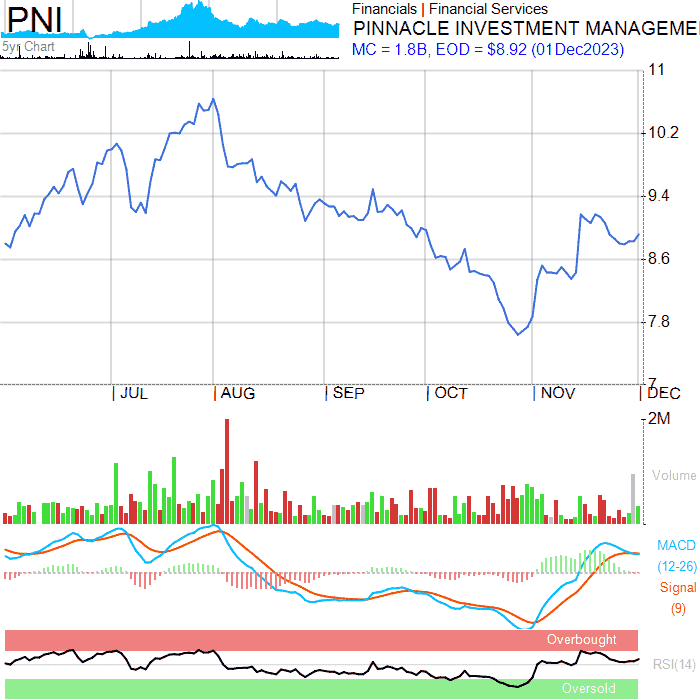 PNI
5yr Chart
Financials | Financial Services
PINNACLE INVESTMENT MANAGEME
MC = 1.8B, EOD = $8.92 (01Dec2023)
11
10.2
9.4
8.6
7.8
7
| JUL | AUG | SEP | OCT | NOV | DEC
2M
Volume
MACD
(12-26)
Signal
(9)
Overbought
RSI(14)
Oversold